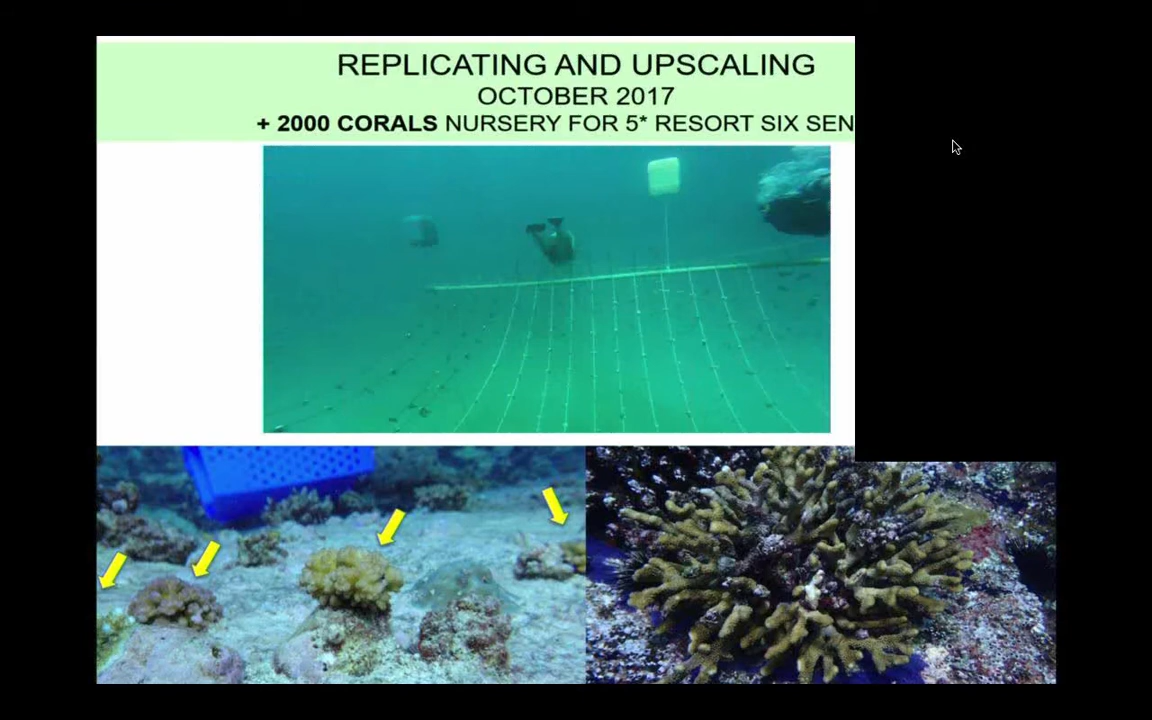 REPLICATING AND UPSCALING
OCTOBER 2017
+ 2000 CORALS NURSERY FOR 5* RESORT SIX SEN